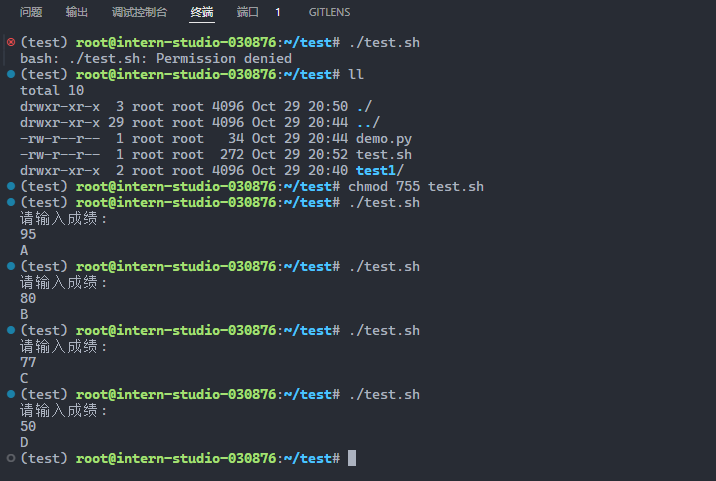 问题 输出 调试控制台 终端 端口 1 GITLENS
(test) root@intern-studio-030876:~/test# ./test.sh
bash: ./test.sh: Permission denied
(test) root@intern-studio-030876:~/test# ll
total 10
drwxr-xr-x  3 root root 4096 Oct 29 20:50 ./
drwxr-xr-x 29 root root 4096 Oct 29 20:44 ../
-rw-r--r--  1 root root   34 Oct 29 20:44 demo.py
-rw-r--r--  1 root root  272 Oct 29 20:52 test.sh
drwxr-xr-x  2 root root 4096 Oct 29 20:40 test1/
(test) root@intern-studio-030876:~/test# chmod 755 test.sh
(test) root@intern-studio-030876:~/test# ./test.sh
请输入成绩：
95
A
(test) root@intern-studio-030876:~/test# ./test.sh
请输入成绩：
80
B
(test) root@intern-studio-030876:~/test# ./test.sh
请输入成绩：
77
C
(test) root@intern-studio-030876:~/test# ./test.sh
请输入成绩：
50
D
(test) root@intern-studio-030876:~/test#